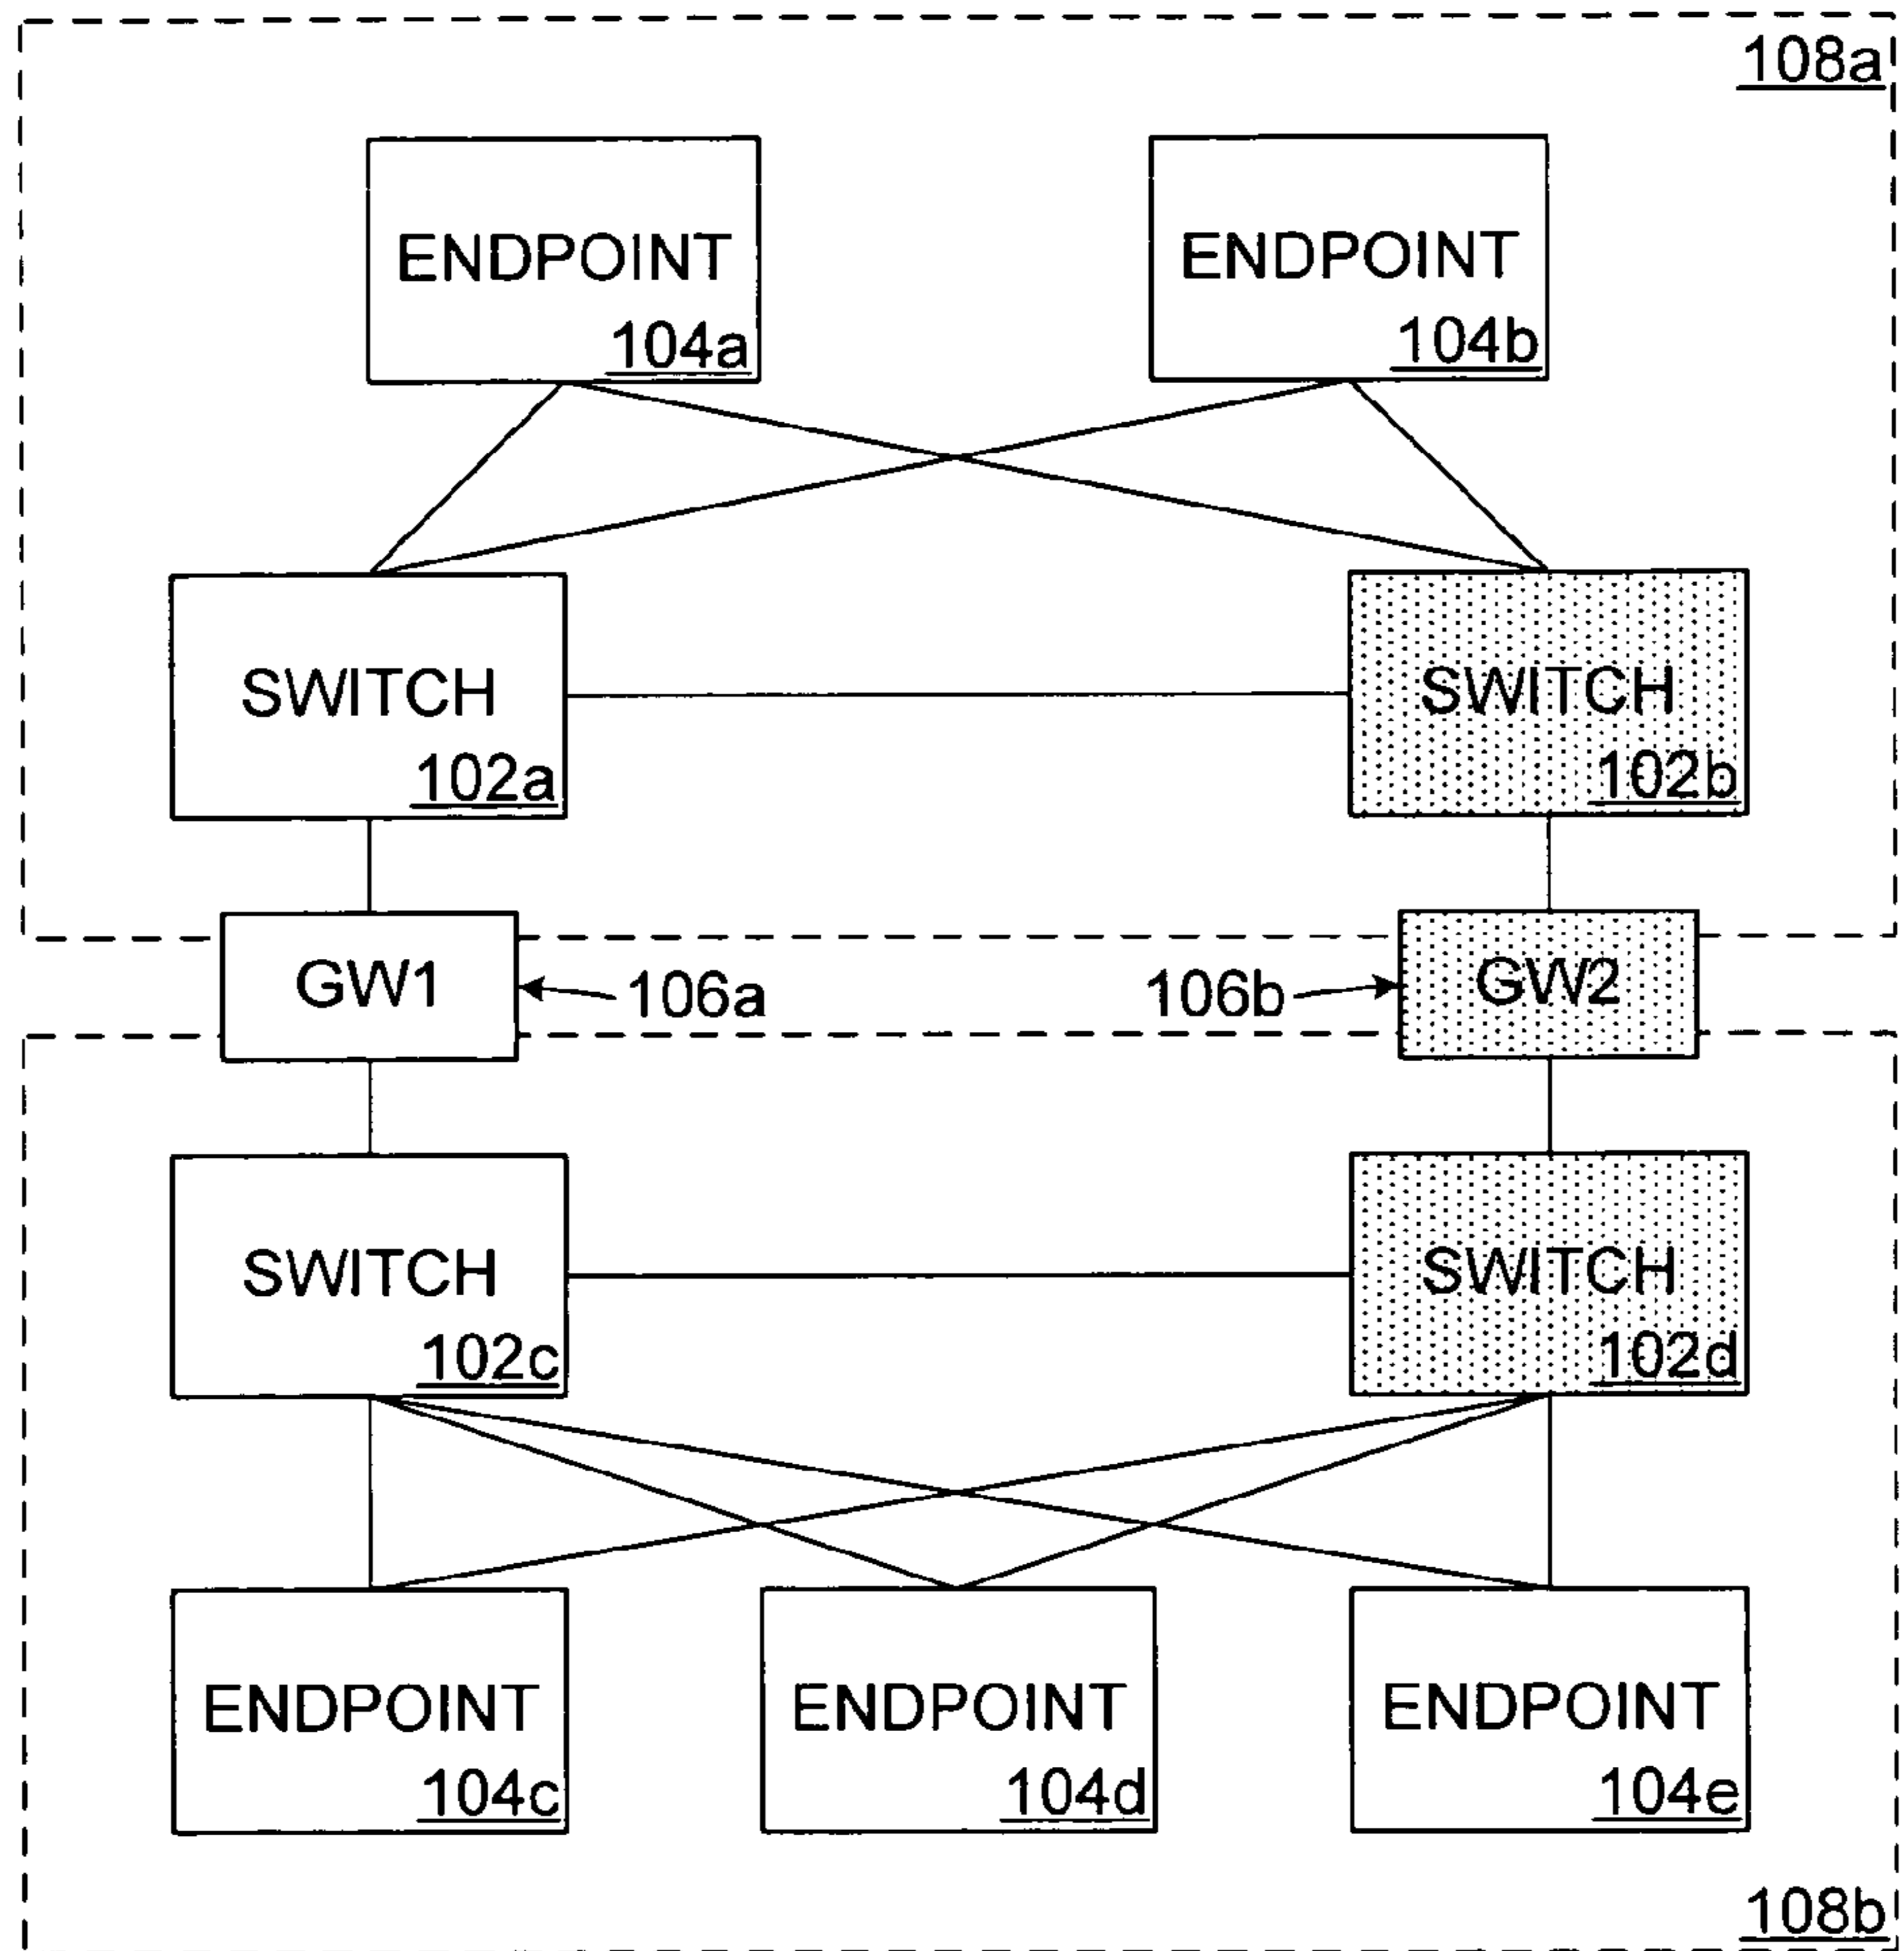 108a
ENDPOINT
104a
ENDPOINT
104b
SWITCH
102a
SWITCH
102b
GW1
106a
106b
GW2
SWITCH
102c
SWITCH
102d
ENDPOINT
104c
ENDPOINT
104d
ENDPOINT
104e
108b